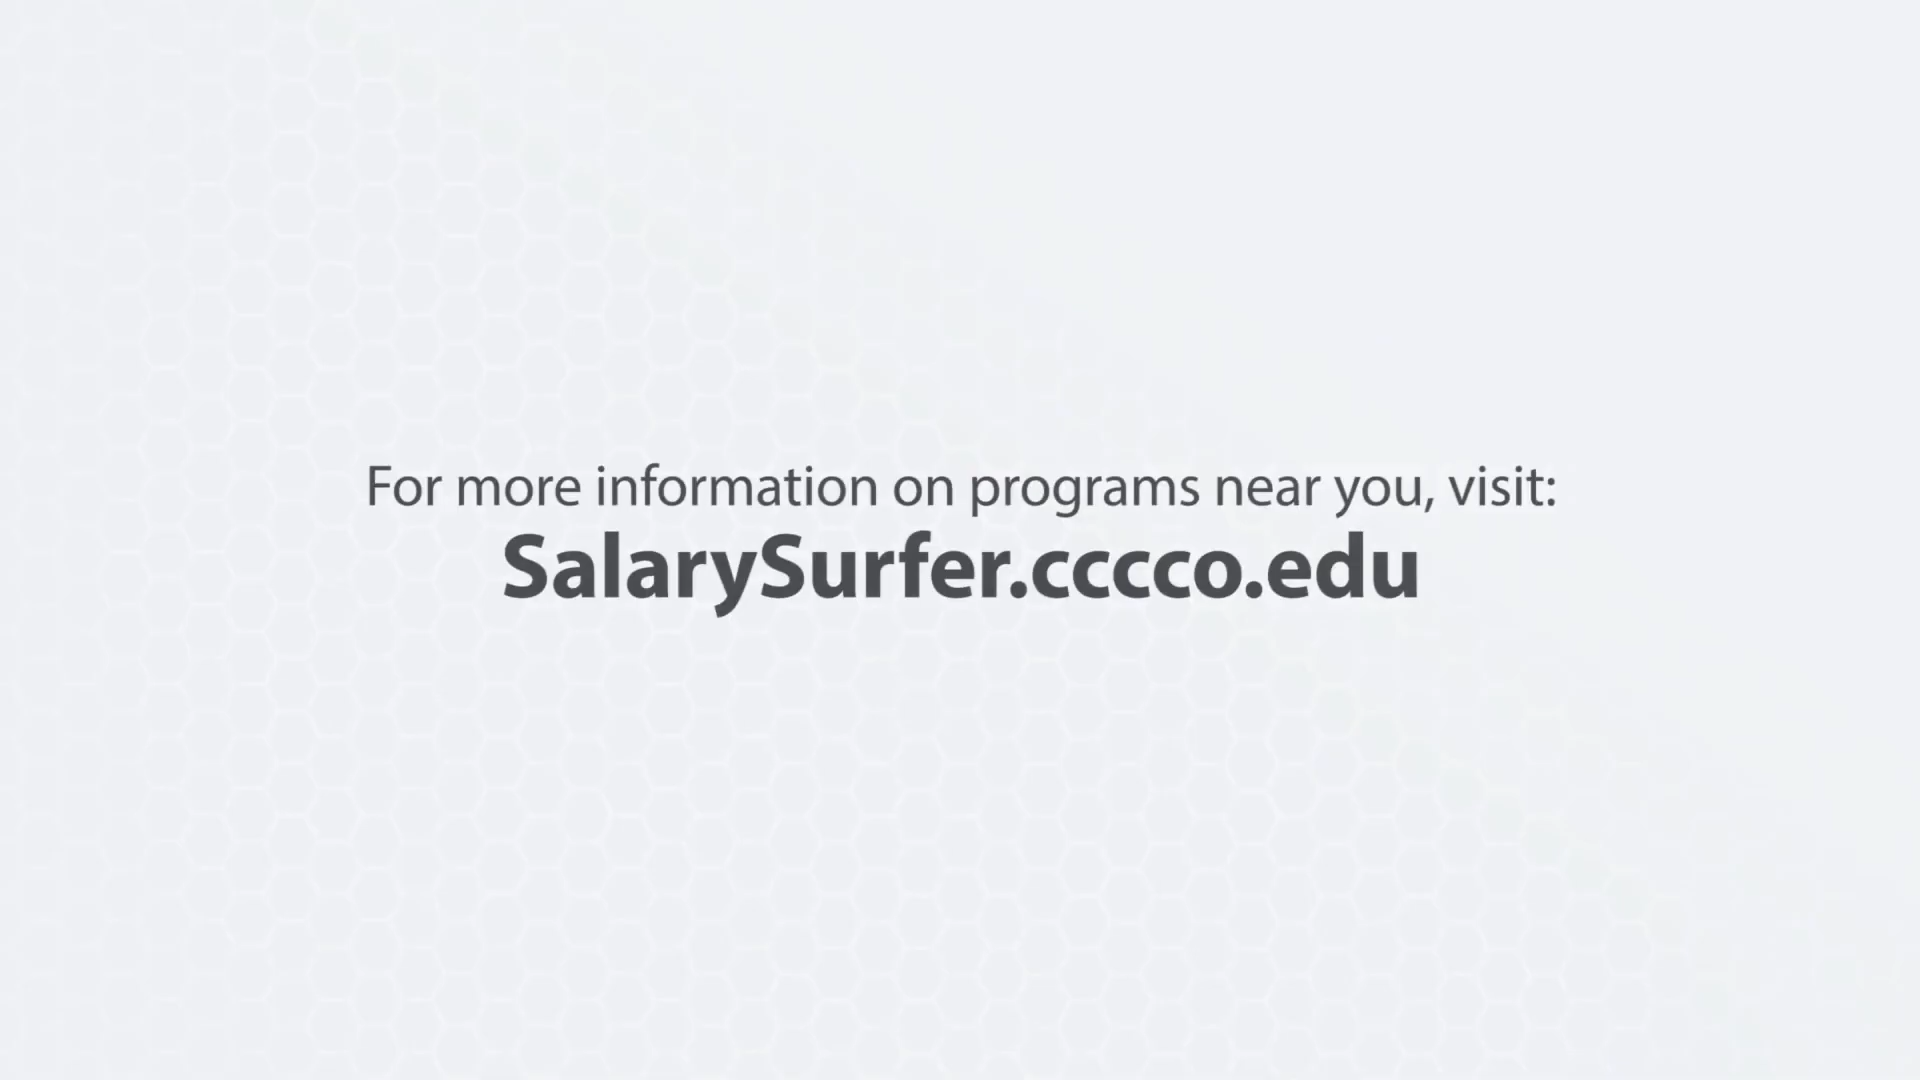 For more information on programs near you, visit:
SalarySurfer.cccco.edu